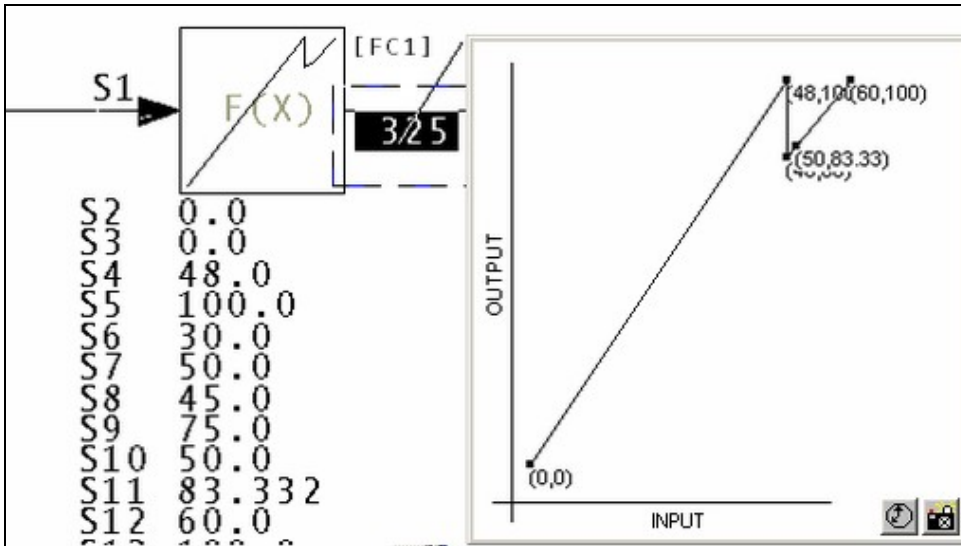 S1
F(X)
[FC1]
3/25
S2 0.0
S3 0.0
S4 48.0
S5 100.0
S6 30.0
S7 50.0
S8 45.0
S9 75.0
S10 50.0
S11 83.332
S12 60.0
(60,100)
(50,83.33)
OUTPUT
(0,0)
INPUT